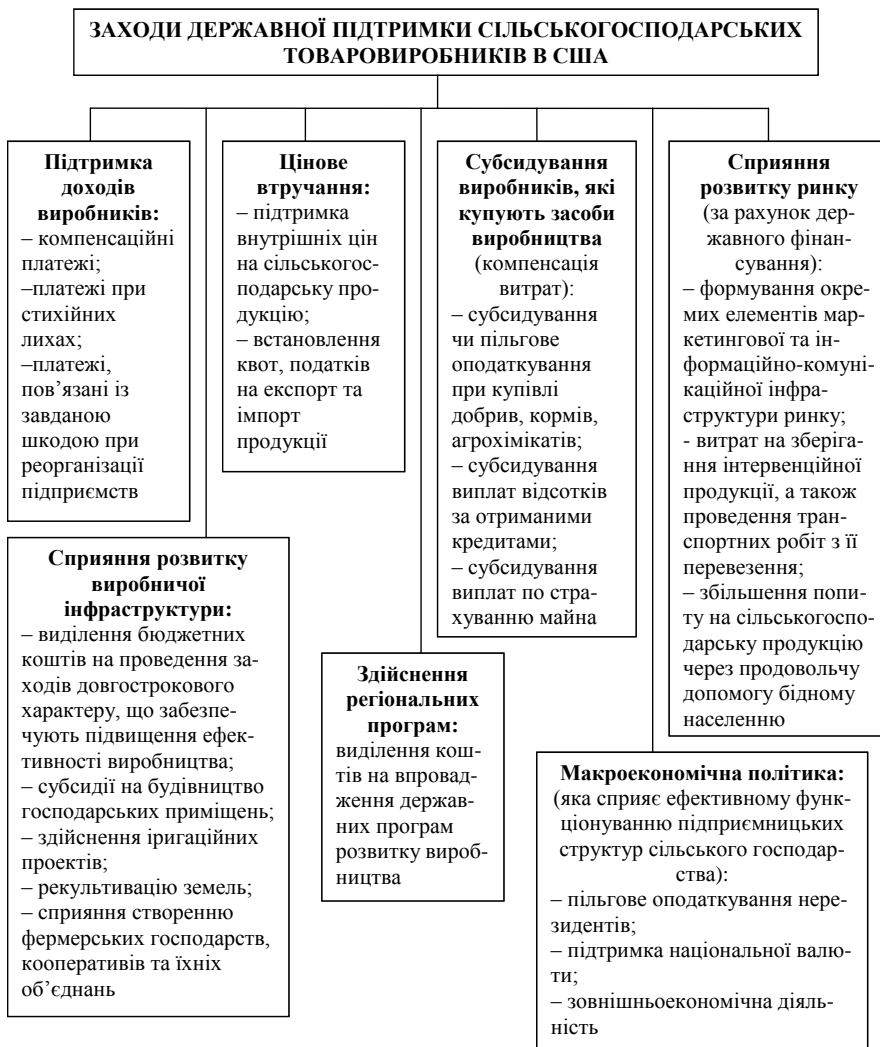 ЗАХОДИ ДЕРЖАВНОЇ ПІДТРИМКИ СІЛЬСЬКОГОСПОДАРСЬКИХ
ТОВАРОВИРОБНИКІВ В США
Підтримка
доходів
виробників:
– компенсаційні
платежі;
–платежі при
стихійних
лихах;
–платежі,
пов’язані із
завданою
шкодою при
реорганізації
підприємств
Цінове
втручання:
– підтримка
внутрішніх цін
на сільськогос-
подарську про-
дукцію;
– встановлення
квот, податків
на експорт та
імпорт
продукції
Субсидування
виробників, які
купують засоби
виробництва
(компенсація
витрат):
– субсидування
чи пільгове
оподаткування
при купівлі
добрив, кормів,
агрохімікатів;
– субсидування
виплат відсотків
за отриманими
кредитами;
– субсидування
виплат по стра-
хуванню майна
Сприяння
розвитку ринку
(за рахунок дер-
жавного фінан-
сування):
– формування окре-
мих елементів мар-
кетингової та ін-
формаційно-комуні-
каційної інфра-
структури ринку;
- витрат на зберіга-
ння інтервенційної
продукції, а також
проведення тран-
спортних робіт з її
перевезення;
– збільшення попи-
ту на сільськогоспо-
дарську продукцію
через продовольчу
допомогу бідному
населенню
Сприяння розвитку
виробничої
інфраструктури:
– виділення бюджетних
коштів на проведення за-
ходів довгострокового
характеру, що забезпе-
чують підвищення ефек-
тивності виробництва;
– субсидії на будівництво
господарських приміщень;
– здійснення іригаційних
проектів;
– рекультивацію земель;
– сприяння створенню
фермерських господарств,
кооперативів та їхніх
об’єднань
Здійснення
регіональних
програм:
виділення кош-
тів на впровад-
ження держав-
них програм
розвитку вироб-
ництва
Макроекономічна політика:
(яка сприяє ефективному функ-
ціонуванню підприємницьких
структур сільського господар-
ства):
– пільгове оподаткування нере-
зидентів;
– підтримка національної валю-
ти;
– зовнішньоекономічна діяль-
ність